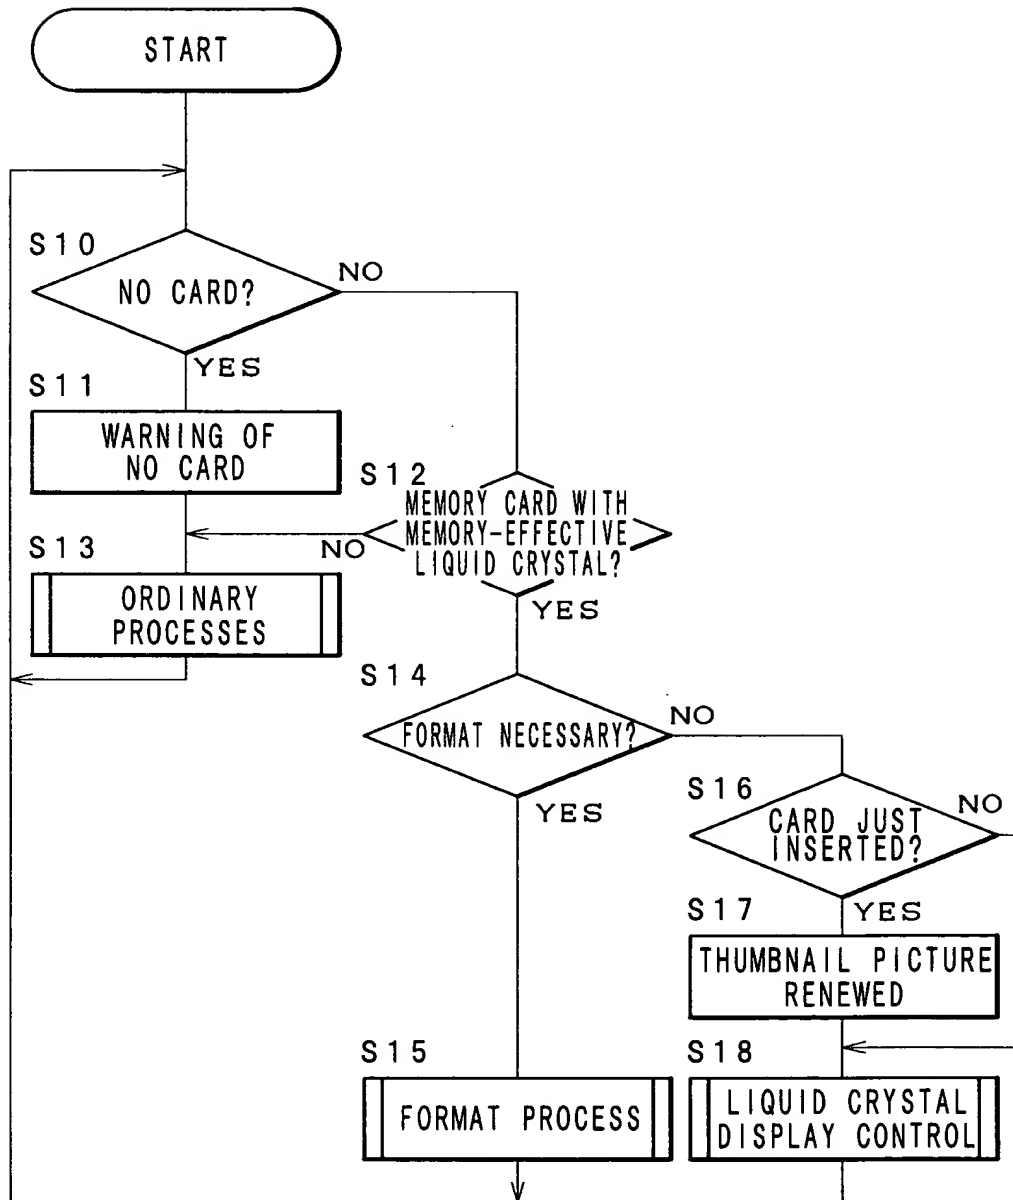 START
S10
NO CARD?
NO
YES
S11
WARNING OF
NO CARD
S12
MEMORY CARD WITH
MEMORY-EFFECTIVE
LIQUID CRYSTAL?
NO
YES
S13
ORDINARY
PROCESSES
S14
FORMAT NECESSARY?
NO
YES
S16
CARD JUST
INSERTED?
NO
YES
S17
THUMBNAIL PICTURE
RENEWED
S15
FORMAT PROCESS
S18
LIQUID CRYSTAL
DISPLAY CONTROL